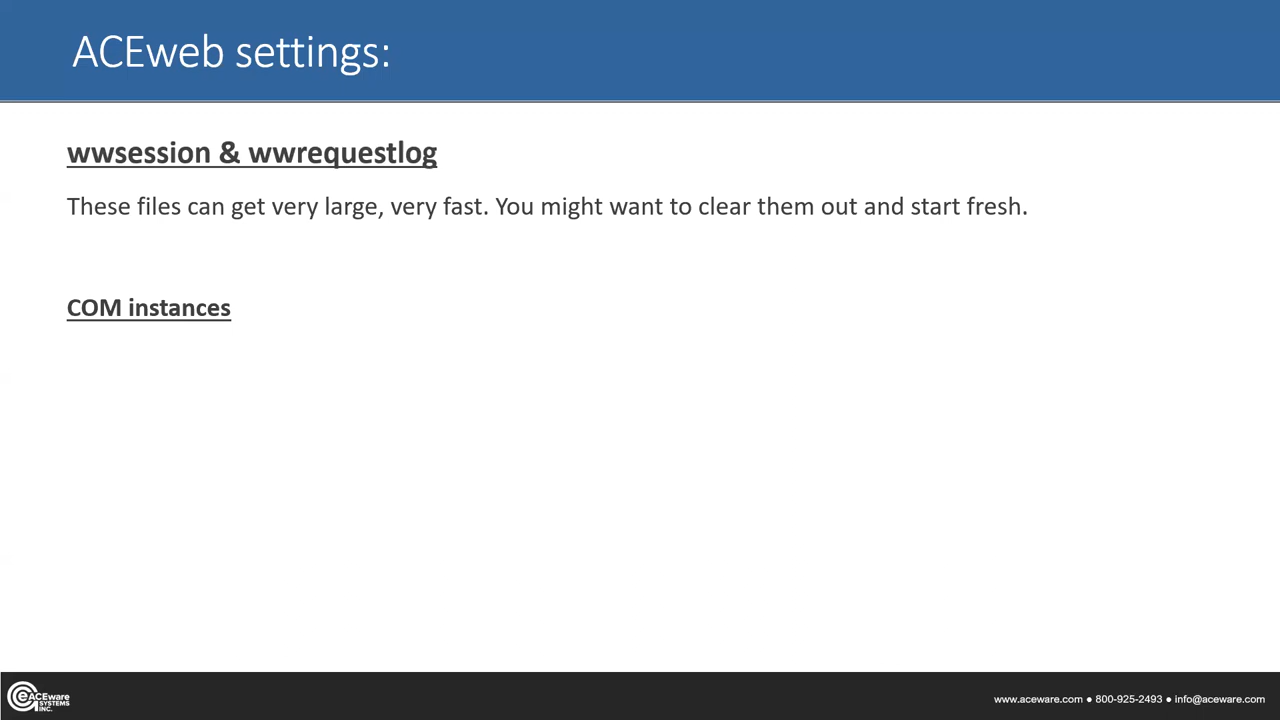 ACEweb settings:
wwsession & wwrequestlog
These files can get very large, very fast. You might want to clear them out and start fresh.
COM instances
eACEware
SYSTEMS
INC.
www.aceware.com ● 800-925-2493 ● info@aceware.com